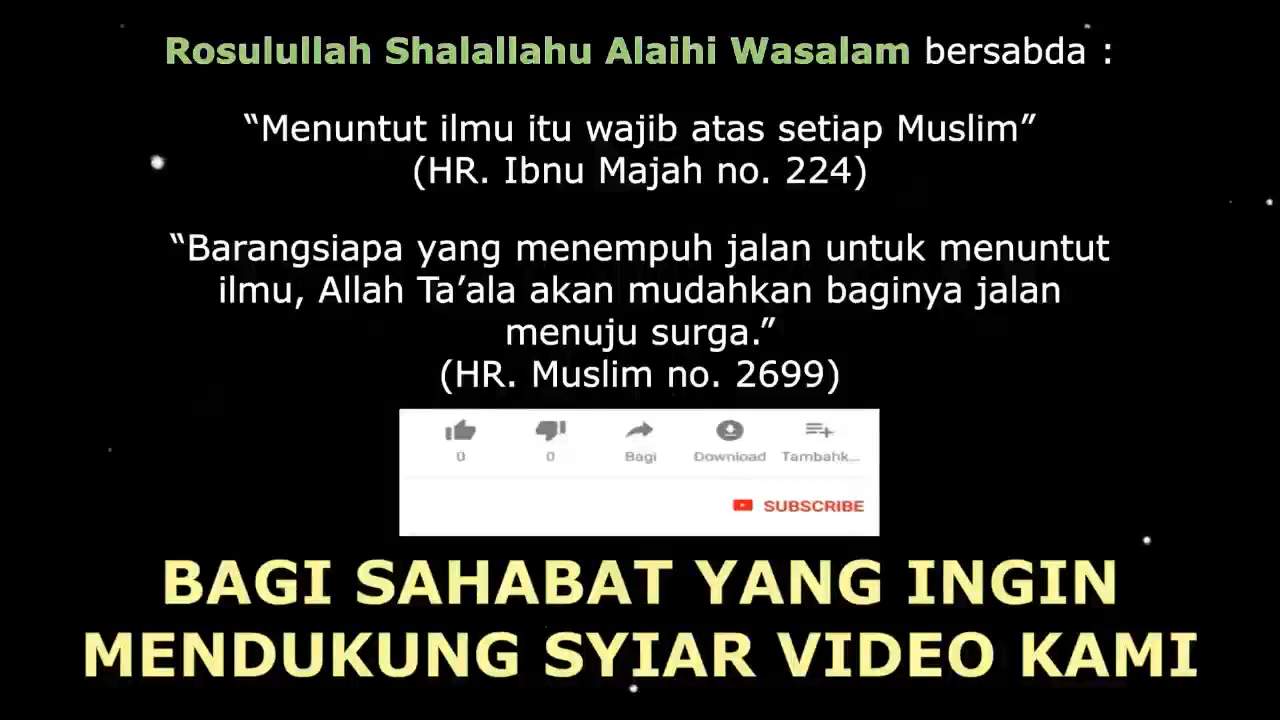 Rosulullah Shalallahu Alaihi Wasalam bersabda :
“Menuntut ilmu itu wajib atas setiap Muslim”
(HR. Ibnu Majah no. 224)
“Barangsiapa yang menempuh jalan untuk menuntut
ilmu, Allah Ta’ala akan mudahkan baginya jalan
menuju surga.”
(HR. Muslim no. 2699)
0 0 Bagi Download Tambahk...
SUBSCRIBE
BAGI SAHABAT YANG INGIN
MENDUKUNG SYIAR VIDEO KAMI